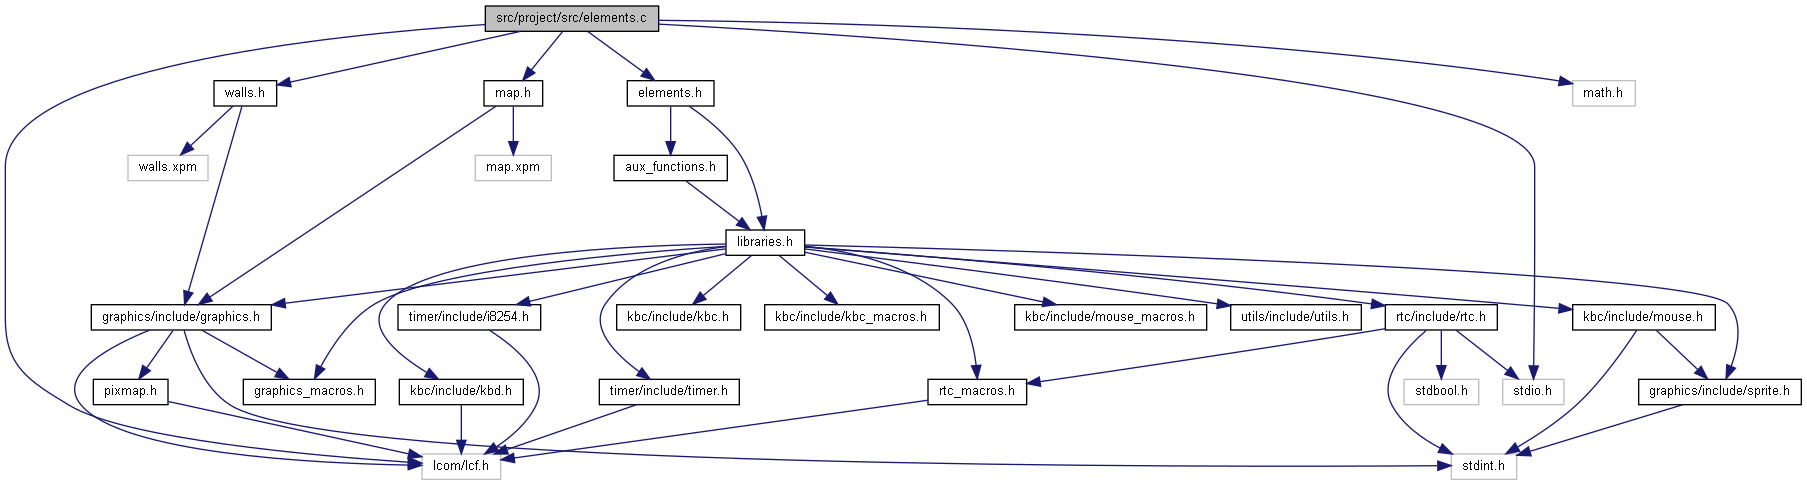 src/project/src/elements.c
walls.h
map.h
elements.h
math.h
walls.xpm
map.xpm
aux_functions.h
libraries.h
graphics/include/graphics.h
timer/include/i8254.h
kbc/include/kbc.h
kbc/include/kbc_macros.h
kbc/include/mouse_macros.h
utils/include/utils.h
rtc/include/rtc.h
kbc/include/mouse.h
pixmap.h
graphics_macros.h
kbc/include/kbd.h
timer/include/timer.h
rtc_macros.h
stdbool.h
stdio.h
graphics/include/sprite.h
lcom/lcf.h
stdint.h